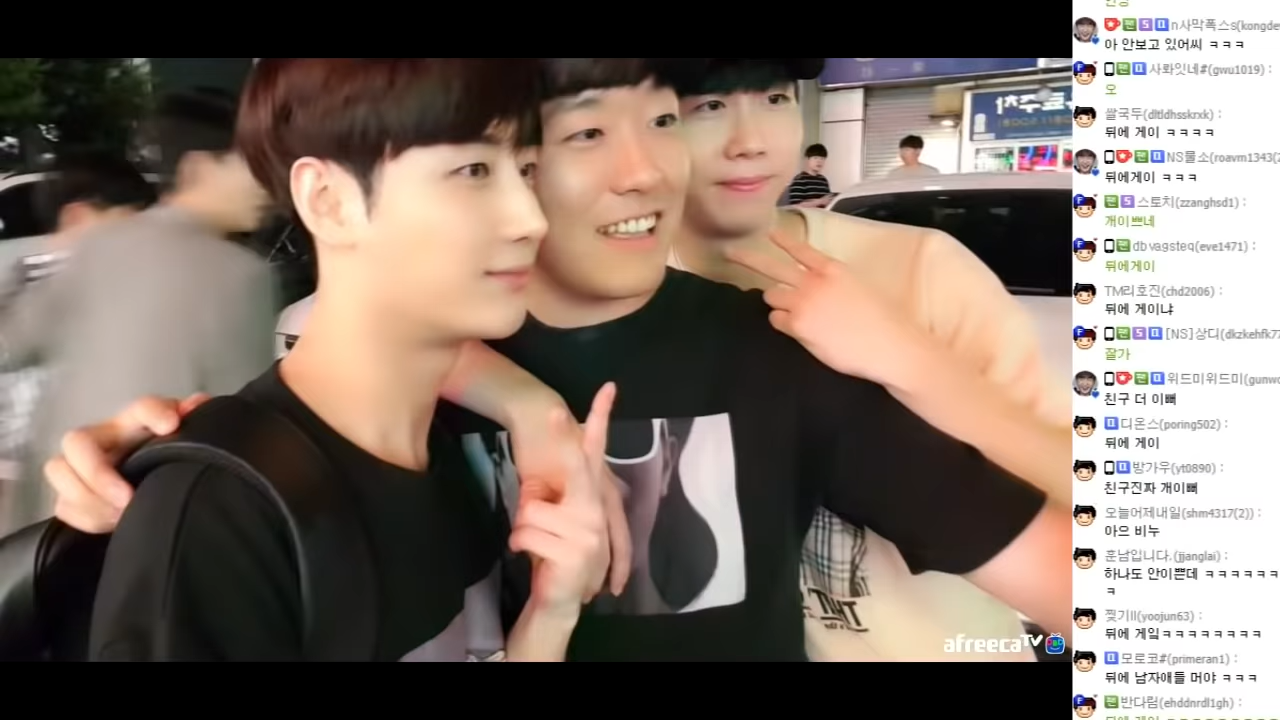 n사막폭스s(kongde
아 안보고 있어씨 ㅋㅋㅋ
사롸잇네#(gwu1019) :
오
쌀국두(dltldhsskrxk) :
뒤에 게이 ㅋㅋㅋㅋ
NS물소(roavm1343(2
뒤에게이 ㅋㅋㅋ
스토치(zzanghsd1) :
개이쁘네
dbvagsteq(eve1471) :
뒤에게이
TM리호진(chd2006) :
뒤에 게이냐
[NS]상디(dkzkehfk77
잘가
위드미위드미(gunwo
친구 더 이뻐
디온스(poring502) :
뒤에 게이
방가우(yt0890) :
친구진짜 개이뻐
오늘어제내일(shm4317(2)) :
아으 비누
훈남입니다.(jjanglai) :
하나도 안이쁜데 ㅋㅋㅋㅋㅋㅋㅋ
ㅋ
찢기II(yoojun63) :
뒤에 게잌ㅋㅋㅋㅋㅋㅋㅋㅋ
모로코#(primeran1) :
뒤에 남자애들 머야 ㅋㅋㅋ
반다림(ehddnrdl1gh) :
afreecaTV